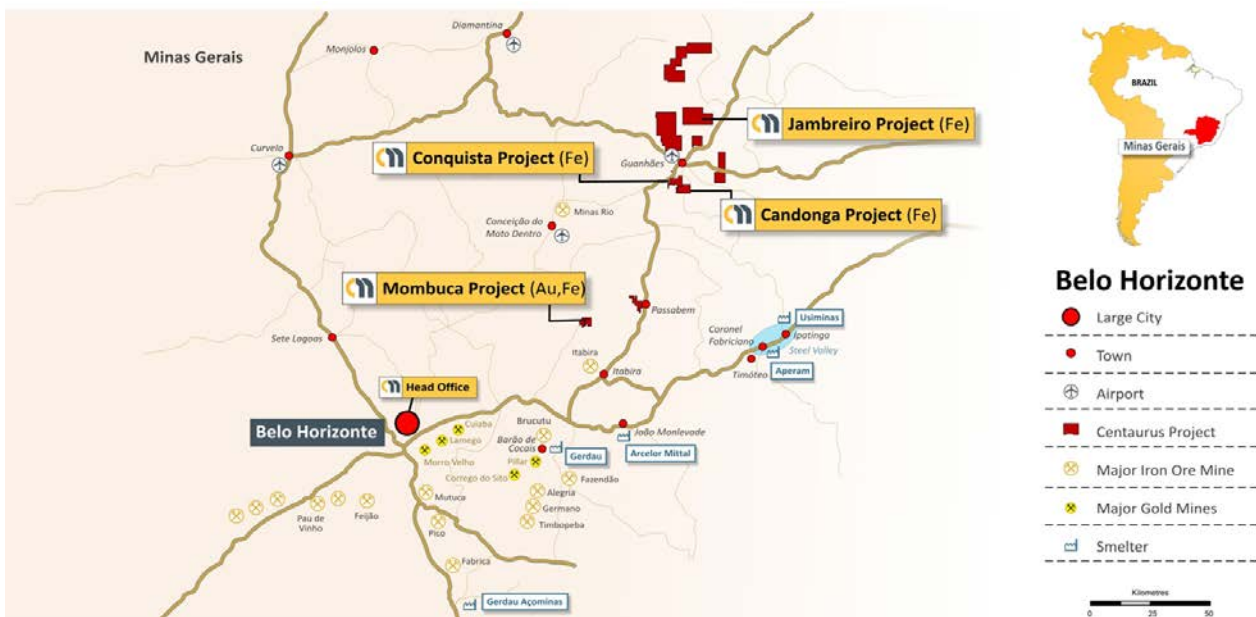 Minas Gerais
Diamantina
Monjolos
Jambreiro Project (Fe)
Conquista Project (Fe)
Curvelo
Guanhães
Candonga Project (Fe)
Minas Rio
Conceição do
Mato Dentro
Mombuca Project (Au,Fe)
Passabem
Usiminas
Coronel
Fabriciano
Ipatinga
Steel Valley
Sete Lagoas
Itabira
Itabira
Timóteo
Aperam
Head Office
Belo Horizonte
Cuiaba
Lamego
Morro Velho
Brucutu
Barão de
Cocais
Gerdau
João Monlevade
Arcelor Mittal
Pillar
Corrego do Sito
Fazendão
Mutuca
Alegria
Germano
Timbopeba
Pau de
Vinho
Feijão
Pico
Fabrica
Gerdau Açominas
BRAZIL
Minas Gerais
Belo Horizonte
Large City
Town
Airport
Centaurus Project
Major Iron Ore Mine
Major Gold Mines
Smelter
Kilometres
0 25 50